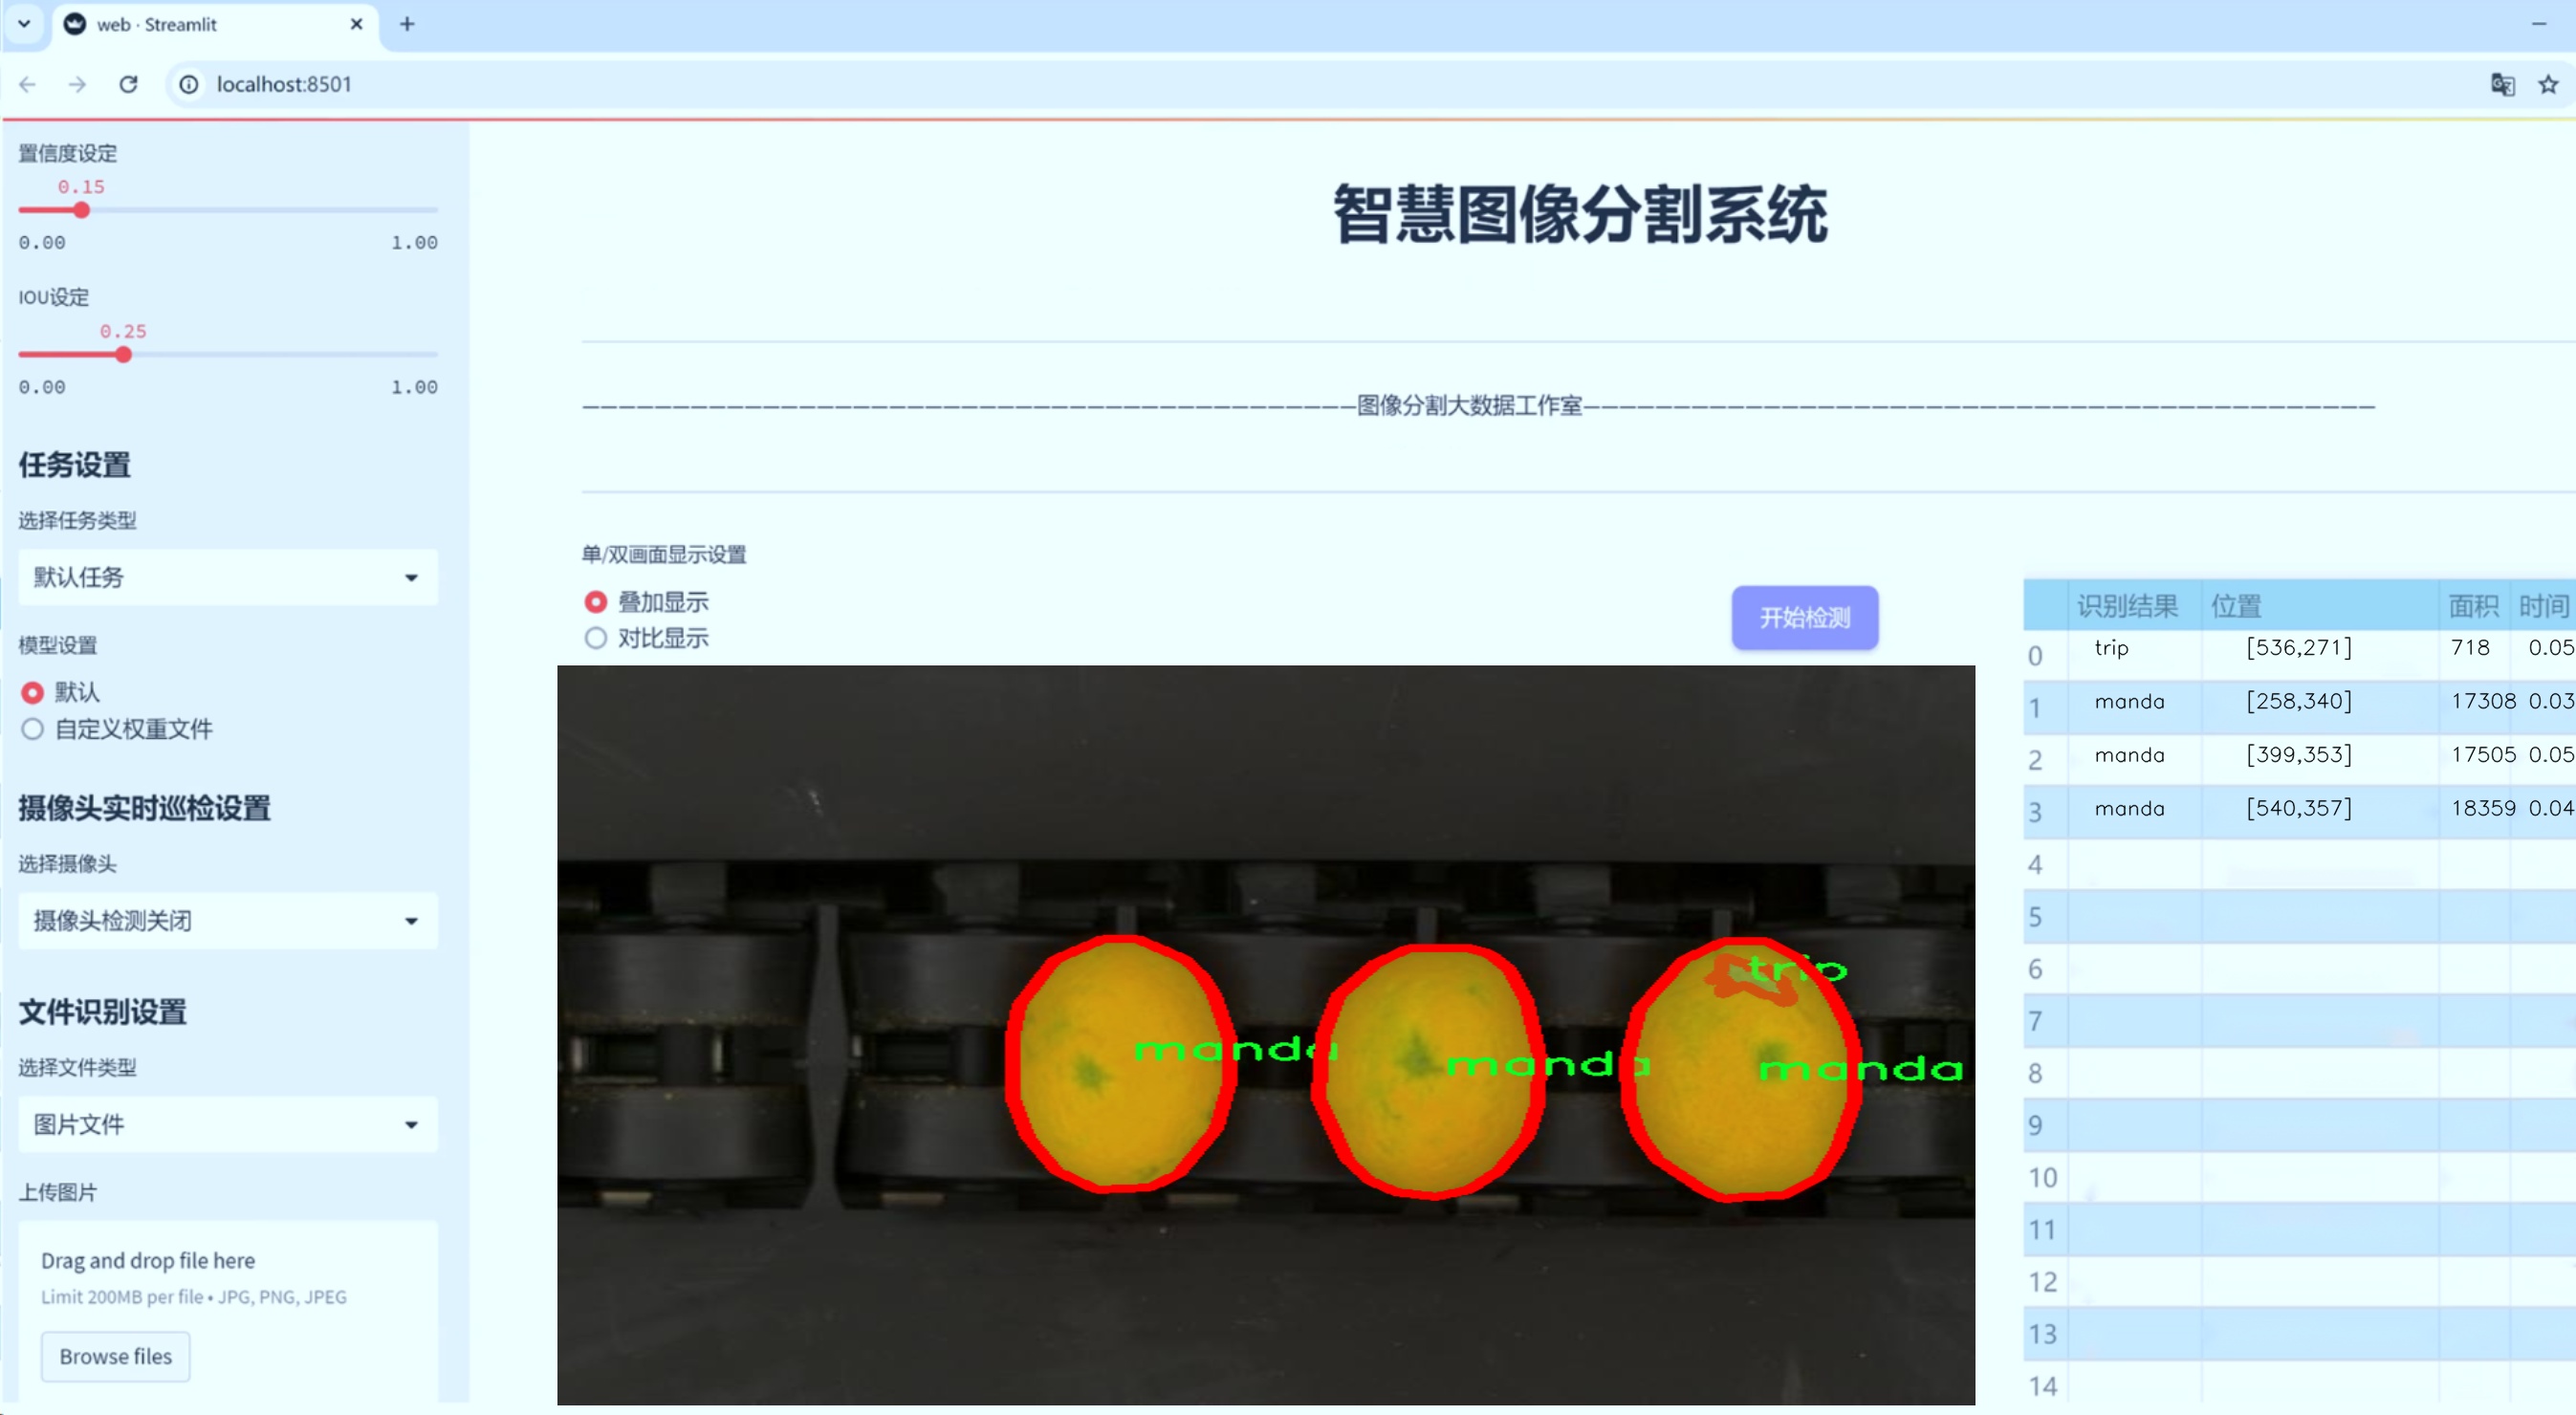 web · Streamlit
localhost:8501
置信度设定
0.15
0.00 1.00
IOU设定
0.25
0.00 1.00
任务设置
选择任务类型
默认任务
模型设置
默认
自定义权重文件
摄像头实时巡检设置
选择摄像头
摄像头检测关闭
文件识别设置
选择文件类型
图片文件
上传图片
Drag and drop file here
Limit 200MB per file • JPG, PNG, JPEG
Browse files
智慧图像分割系统
———————————————————————————————————————————图像分割大数据工作室————————————————————————————————————————————
单/双画面显示设置
叠加显示
对比显示
开始检测
trip
manda
manda
manda
识别结果 位置 面积 时间
0 trip [536,271] 718 0.05
1 manda [258,340] 17308 0.03
2 manda [399,353] 17505 0.05
3 manda [540,357] 18359 0.04
4
5
6
7
8
9
10
11
12
13
14